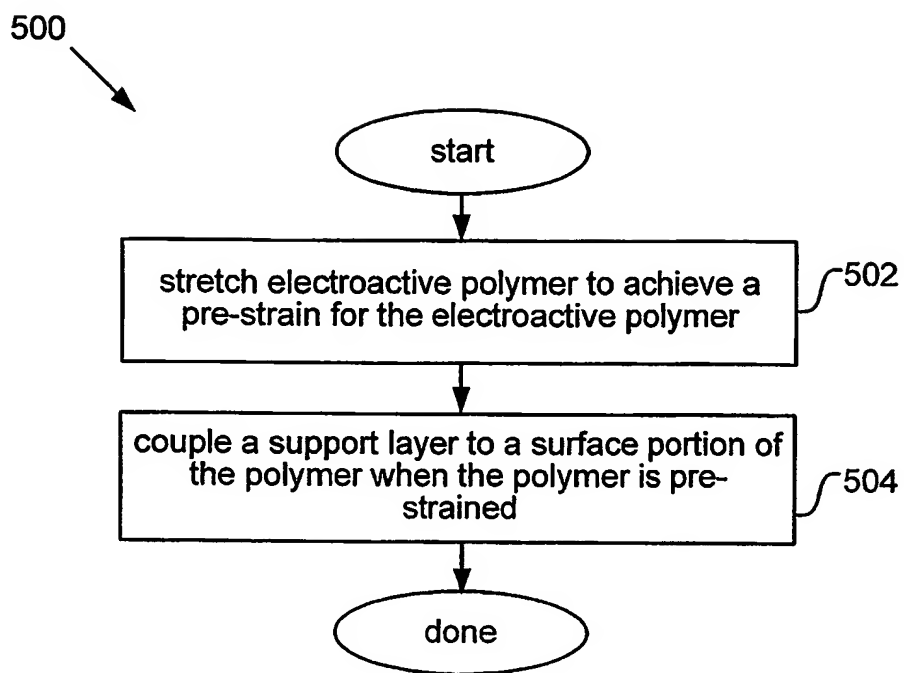 500
start
stretch electroactive polymer to achieve a
pre-strain for the electroactive polymer
502
couple a support layer to a surface portion of
the polymer when the polymer is pre-
strained
504
done